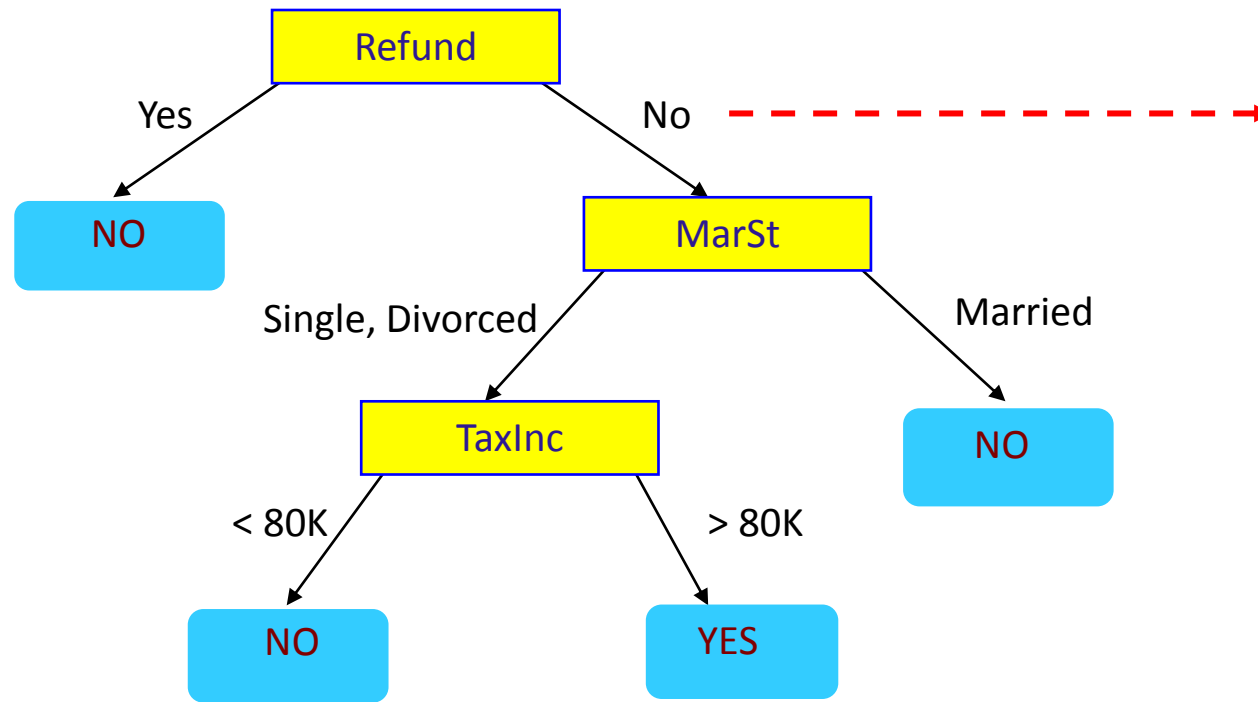 Refund
Yes
No
NO
MarSt
Single, Divorced
Married
TaxInc
NO
< 80K
> 80K
NO
YES